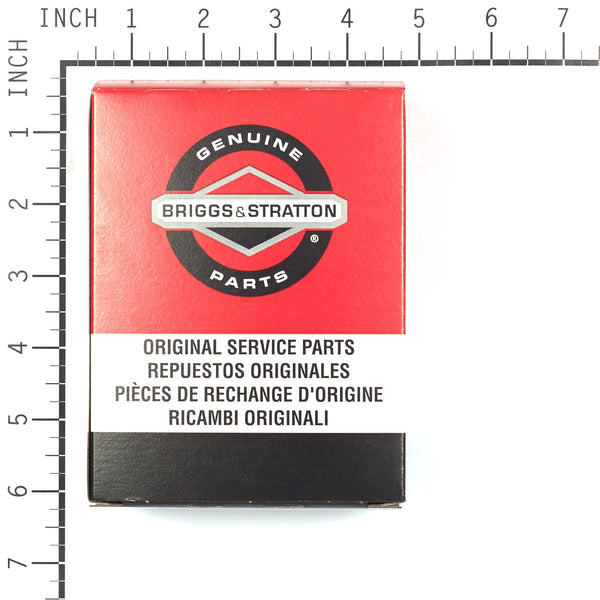 INCH 1 2 3 4 5 6 7
INCH
1
2
3
4
5
6
7
GENUINE
BRIGGS&STRATTON
®
PARTS
ORIGINAL SERVICE PARTS
REPUESTOS ORIGINALES
PIÈCES DE RECHANGE D'ORIGINE
RICAMBI ORIGINALI